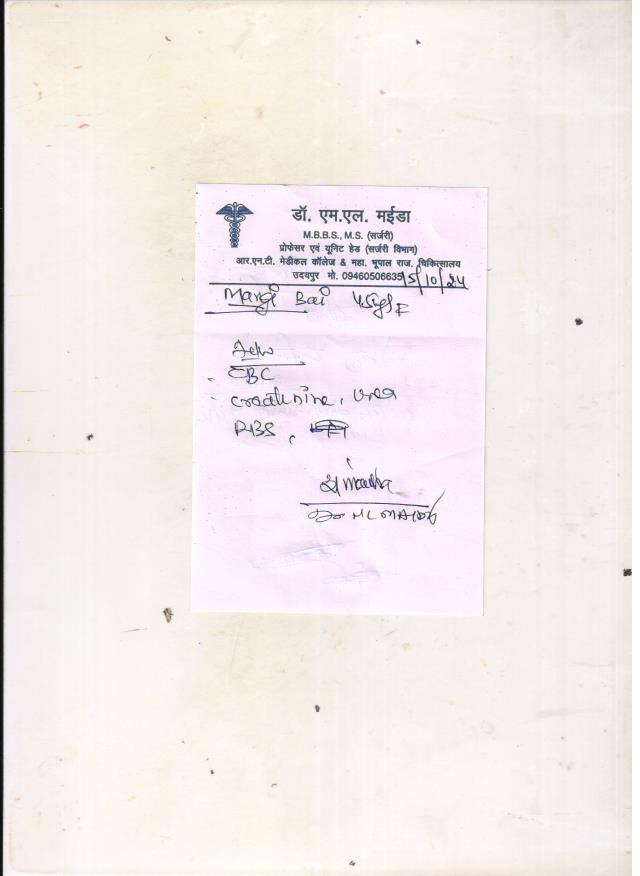 डॉ. एम.एल. मईडा
M.B.B.S., M.S. (सर्जरी)
प्रोफेसर एवं यूनिट हेड (सर्जरी विभाग)
आर.एन.टी. मेडीकल कॉलेज & महा. भूपाल राज. चिकित्सालय
उदयपुर मो. 09460506635 15/10/24
Mangi Bai
CBC
Creatinine, Urea
RBS,